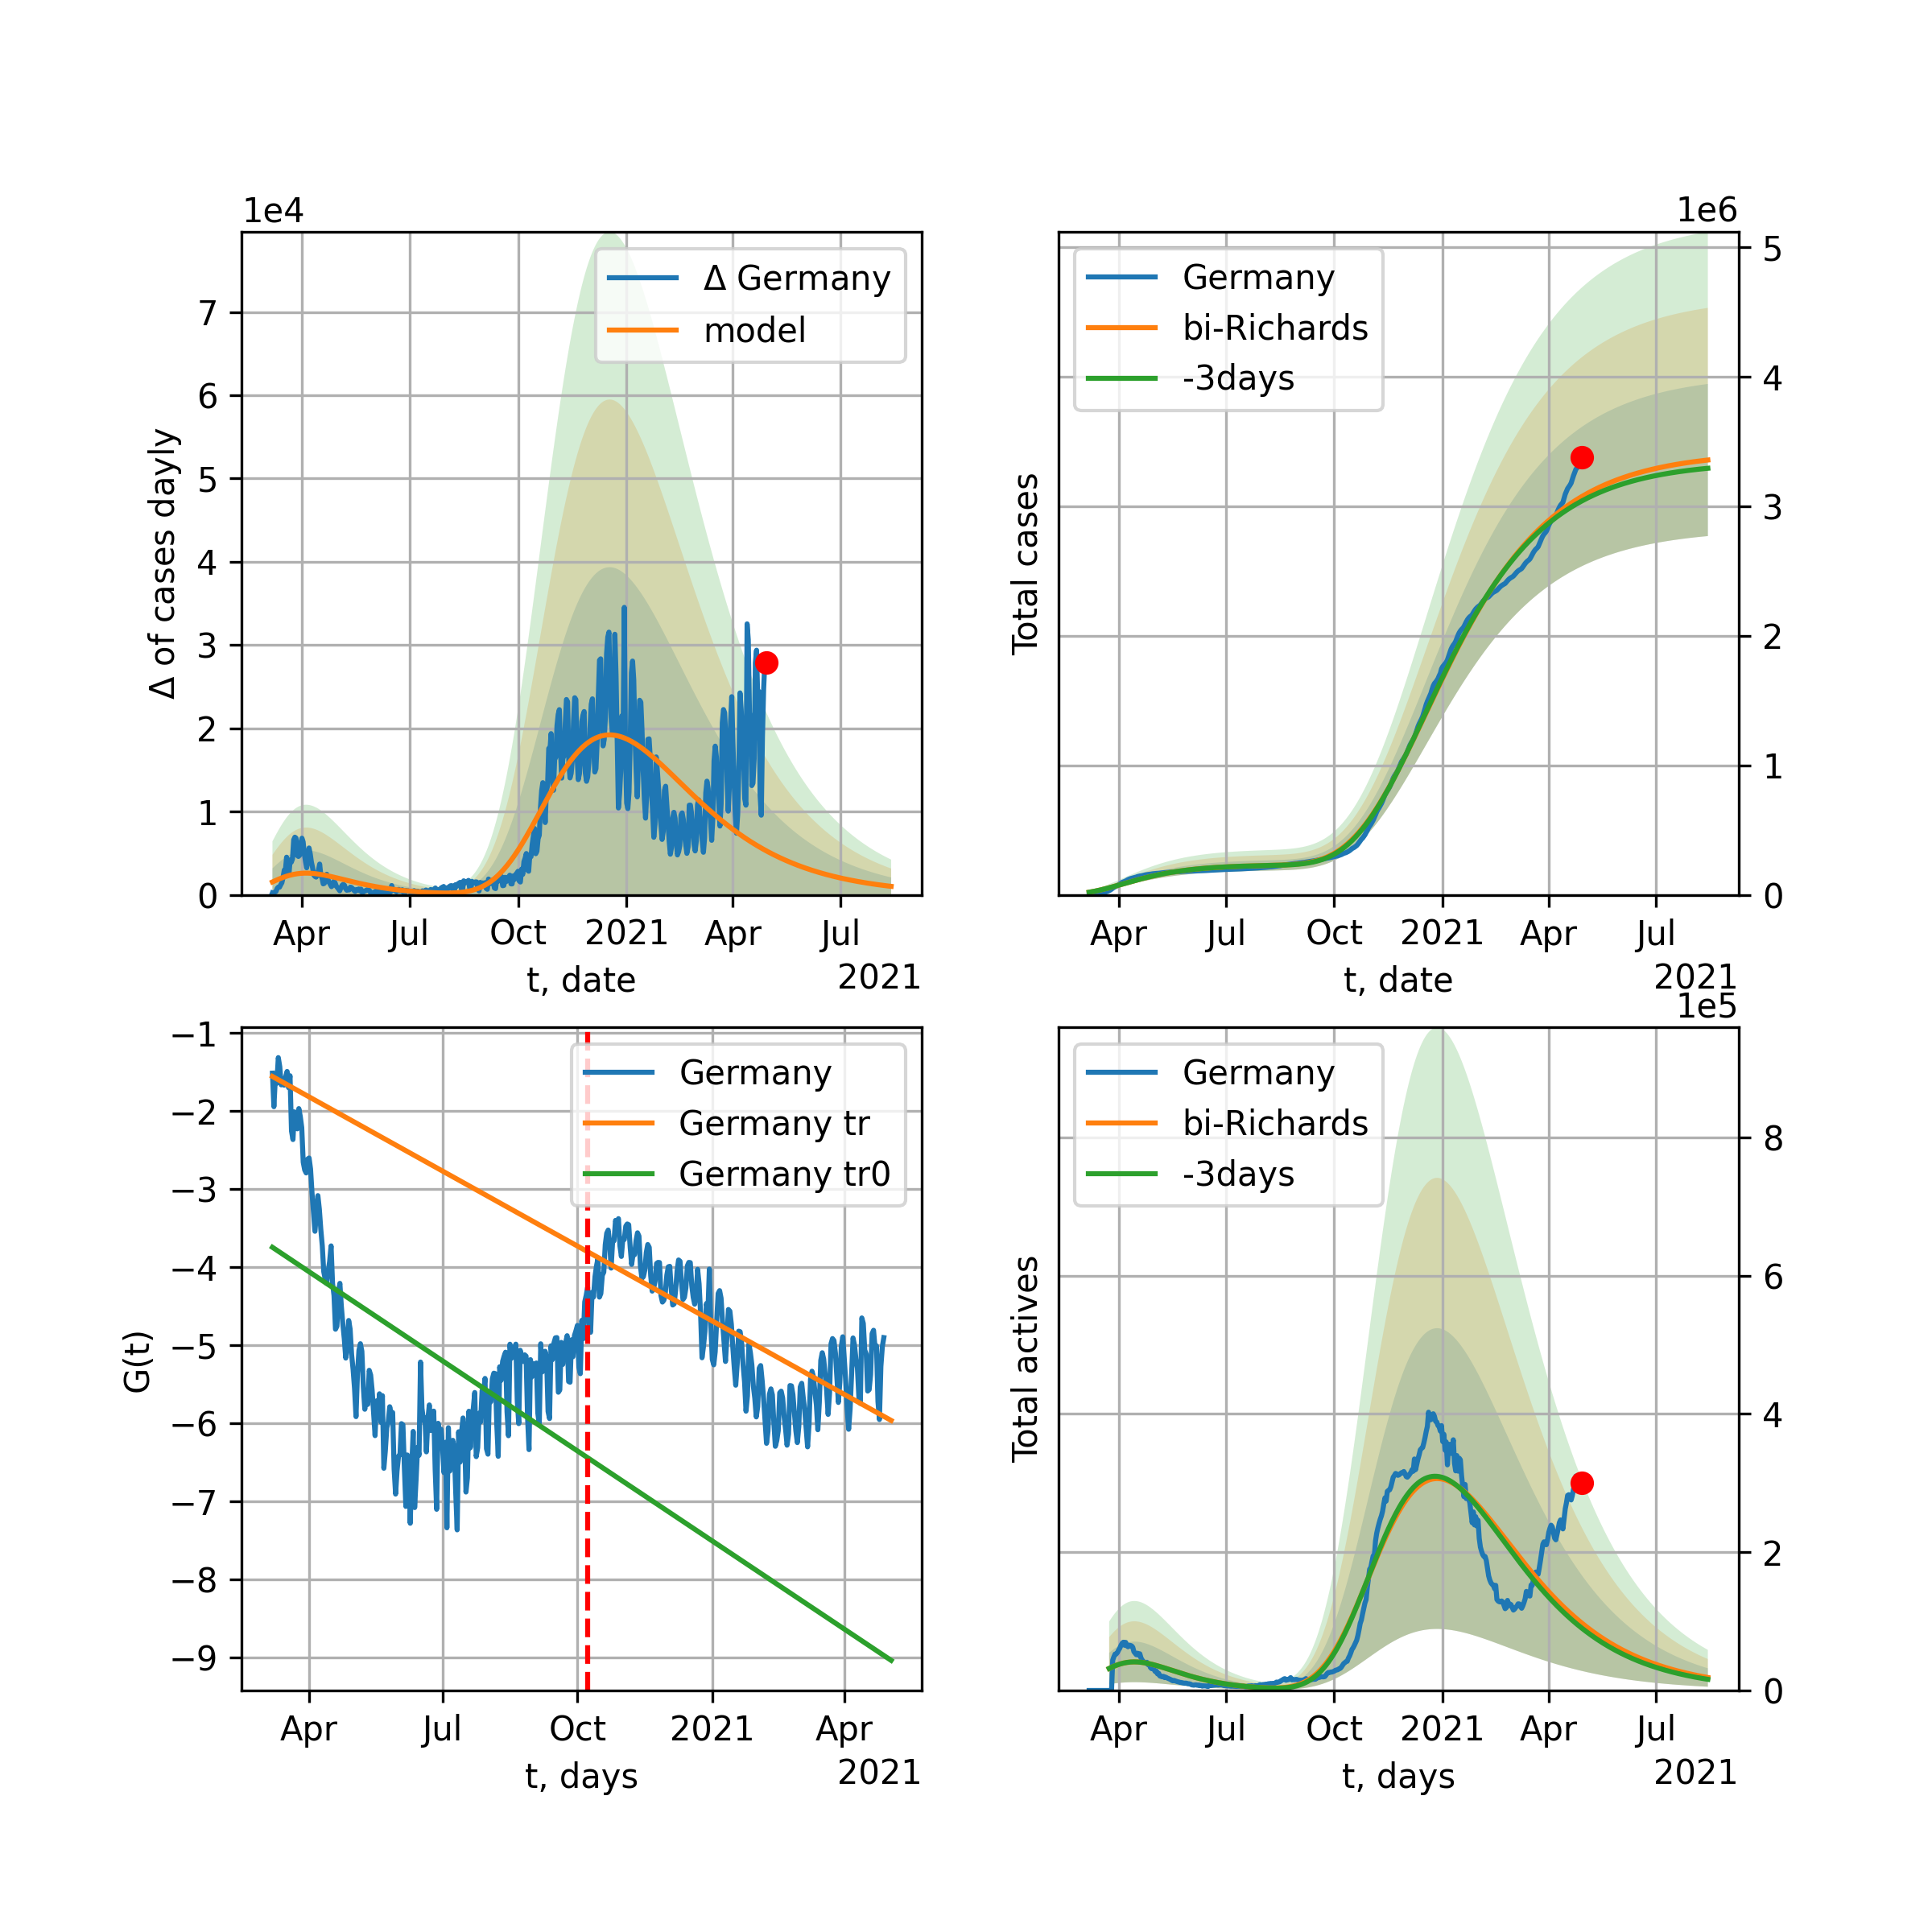 1e4
Δ of cases dayly
7
6
5
4
3
2
1
0
Δ Germany
model
Apr Jul Oct 2021 Apr Jul
t, date
2021
1e6
Total cases
Germany
bi-Richards
-3days
5
4
3
2
1
0
Apr Jul Oct 2021 Apr Jul
t, date
2021
G(t)
−1
−2
−3
−4
−5
−6
−7
−8
−9
Germany
Germany tr
Germany tr0
Apr Jul Oct 2021 Apr
t, days
2021
1e5
Total actives
Germany
bi-Richards
-3days
8
6
4
2
0
Apr Jul Oct 2021 Apr Jul
t, days
2021